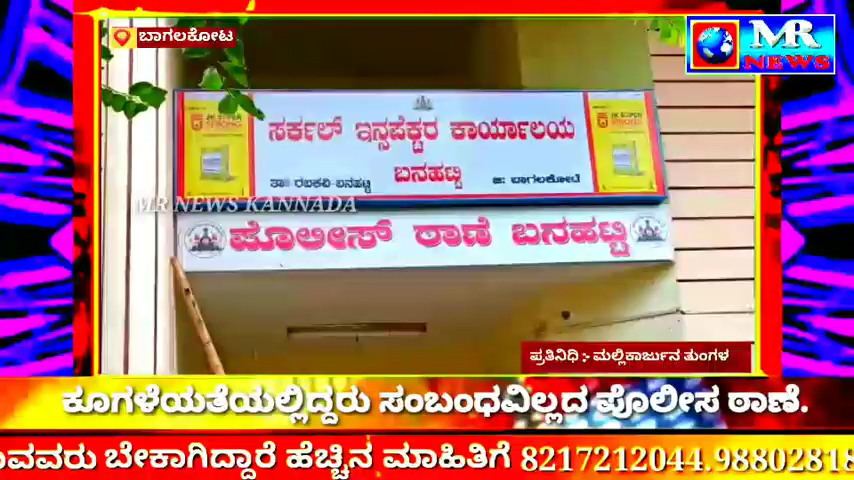 ಬಾಗಲಕೋಟ
MR
NEWS
ಸರ್ಕಲ್ ಇನ್ಸಪೆಕ್ಟರ ಕಾರ್ಯಾಲಯ
ಬನಹಟ್ಟಿ
ತಾ॥ ರಬಕವಿ-ಬನಹಟ್ಟಿ
ಜಿ: ಬಾಗಲಕೋಟೆ
MR NEWS KANNADA
ಪೊಲೀಸ್ ಠಾಣೆ ಬನಹಟ್ಟಿ
ಪ್ರತಿನಿಧಿ :- ಮಲ್ಲಿಕಾರ್ಜುನ ತುಂಗಳ
ಕೂಗಳೆಯತೆಯಲ್ಲಿದ್ದರು ಸಂಬಂಧವಿಲ್ಲದ ಪೊಲೀಸ ಠಾಣೆ.
ಬೇಕಾಗಿದ್ದಾರೆ ಹೆಚ್ಚಿನ ಮಾಹಿತಿಗೆ 8217212044.98802818